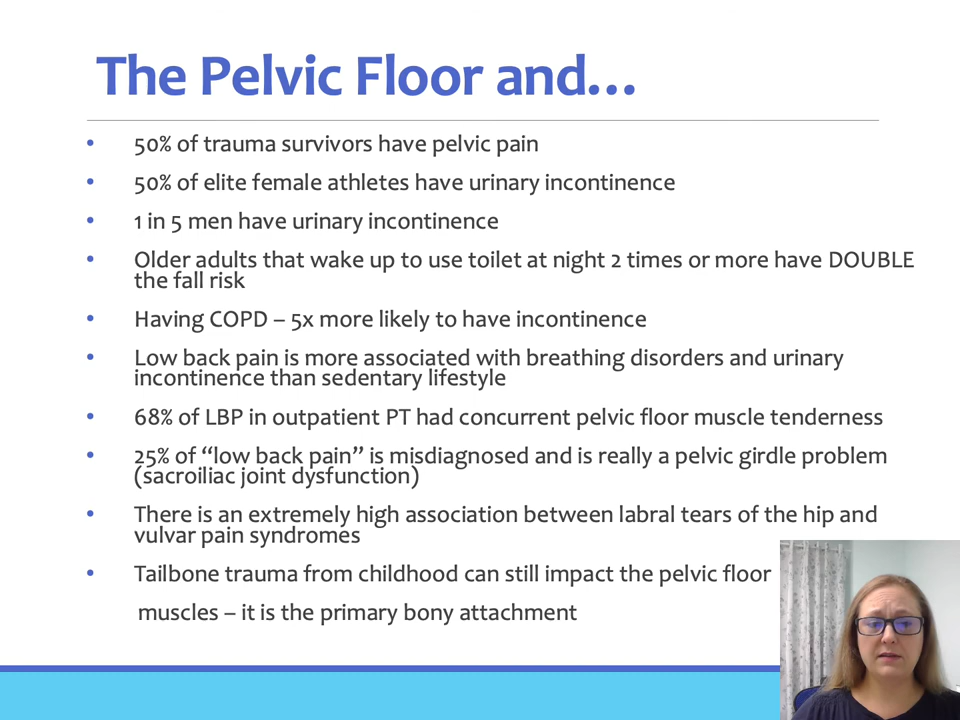 The Pelvic Floor and...
• 50% of trauma survivors have pelvic pain
• 50% of elite female athletes have urinary incontinence
• 1 in 5 men have urinary incontinence
• Older adults that wake up to use toilet at night 2 times or more have DOUBLE
the fall risk
• Having COPD – 5x more likely to have incontinence
• Low back pain is more associated with breathing disorders and urinary
incontinence than sedentary lifestyle
• 68% of LBP in outpatient PT had concurrent pelvic floor muscle tenderness
• 25% of “low back pain” is misdiagnosed and is really a pelvic girdle problem
(sacroiliac joint dysfunction)
• There is an extremely high association between labral tears of the hip and
vulvar pain syndromes
• Tailbone trauma from childhood can still impact the pelvic floor
muscles – it is the primary bony attachment